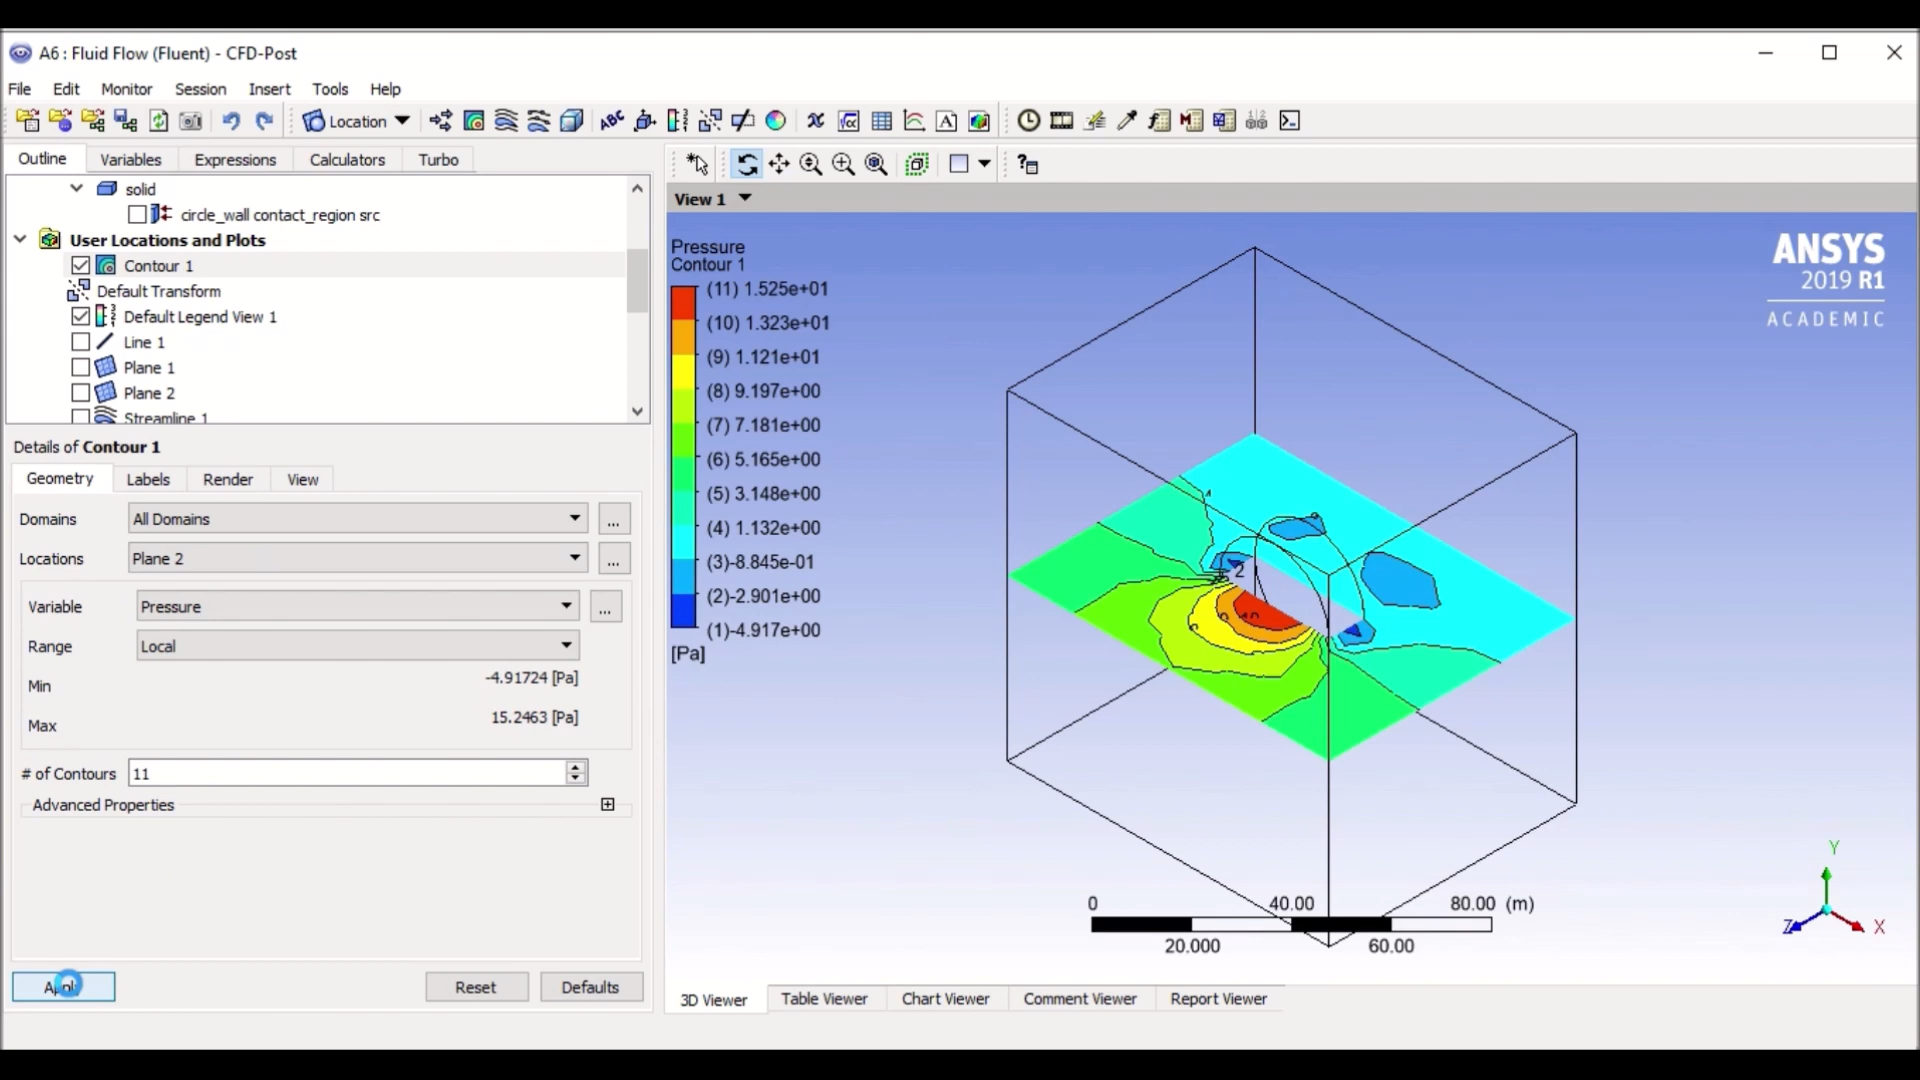 A6 : Fluid Flow (Fluent) - CFD-Post
File Edit Monitor Session Insert Tools Help
Location
Outline Variables Expressions Calculators Turbo
solid
circle_wall contact_region src
User Locations and Plots
Contour 1
Default Transform
Default Legend View 1
Line 1
Plane 1
Plane 2
Streamline 1
Details of Contour 1
Geometry Labels Render View
Domains All Domains ...
Locations Plane 2 ...
Variable Pressure ...
Range Local
Min -4.91724 [Pa]
Max 15.2463 [Pa]
# of Contours 11
Advanced Properties
Apply Reset Defaults
View 1
Pressure
Contour 1
(11) 1.525e+01
(10) 1.323e+01
(9) 1.121e+01
(8) 9.197e+00
(7) 7.181e+00
(6) 5.165e+00
(5) 3.148e+00
(4) 1.132e+00
(3)-8.845e-01
(2)-2.901e+00
(1)-4.917e+00
[Pa]
ANSYS
2019 R1
ACADEMIC
2
0 40.00 80.00 (m)
20.000 60.00
Y
Z X
3D Viewer Table Viewer Chart Viewer Comment Viewer Report Viewer